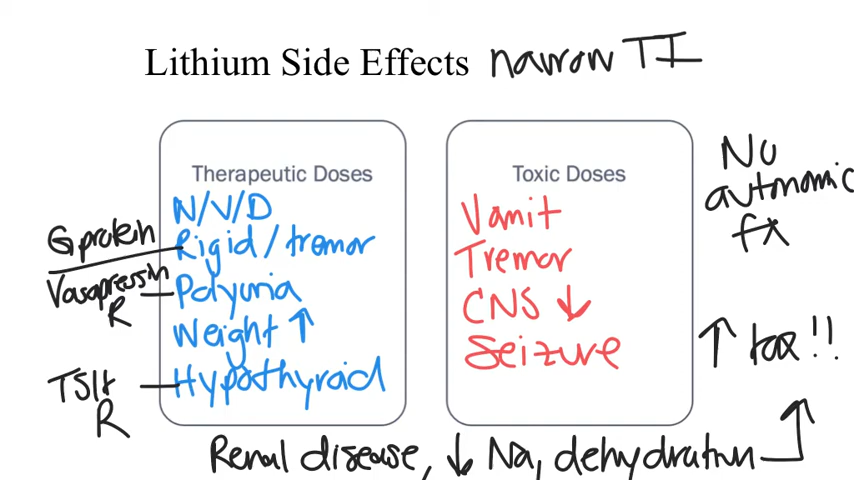 Lithium Side Effects narrow TI
Therapeutic Doses
N/V/D
G protein
Rigid / tremor
Vasopressin R
Polyuria
Weight ↑
TSH R
Hypothyroid
Toxic Doses
Vomit
Tremor
CNS ↓
Seizure
No
autonomic
fx
↑ tox !!
Renal disease, ↓ Na, dehydration